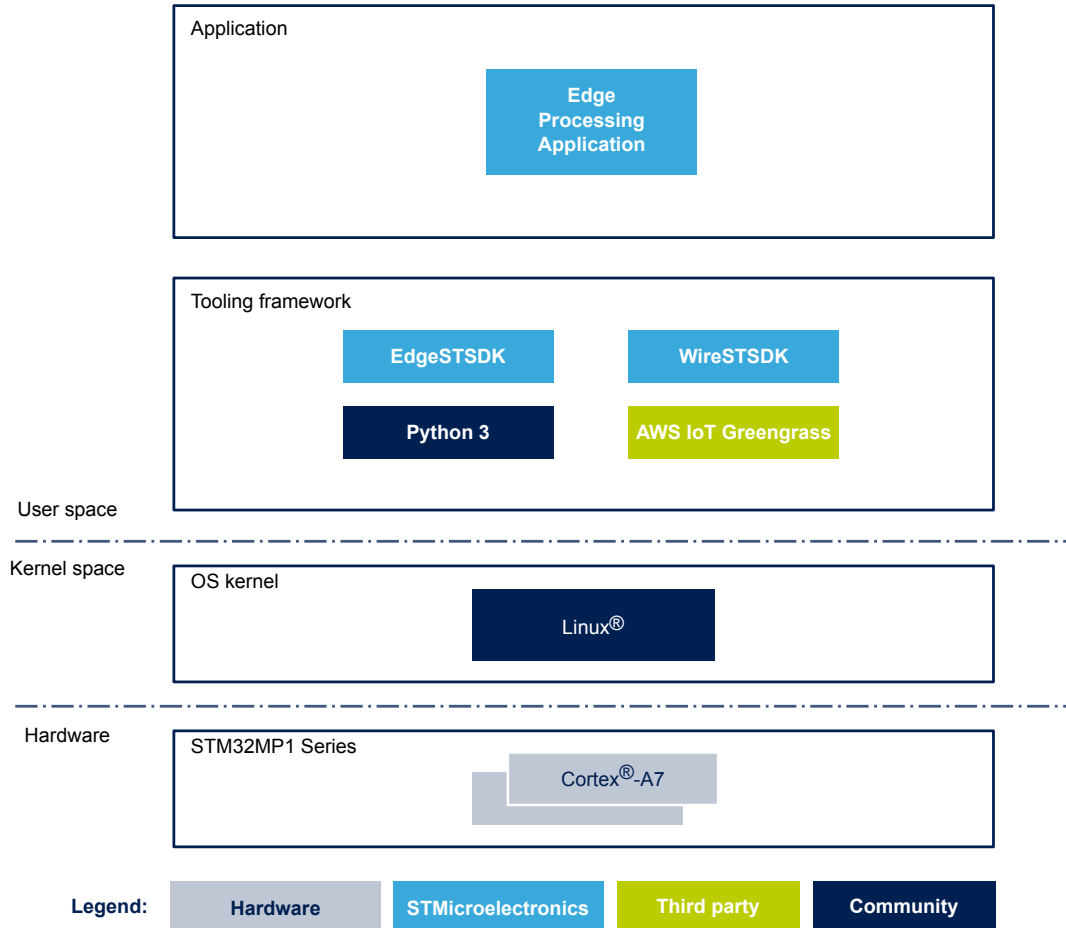 Application
Edge
Processing
Application
Tooling framework
EdgeSTSDK
WireSTSDK
Python 3
AWS IoT Greengrass
User space
Kernel space
OS kernel
Linux®
Hardware
STM32MP1 Series
Cortex®-A7
Legend:
Hardware
STMicroelectronics
Third party
Community